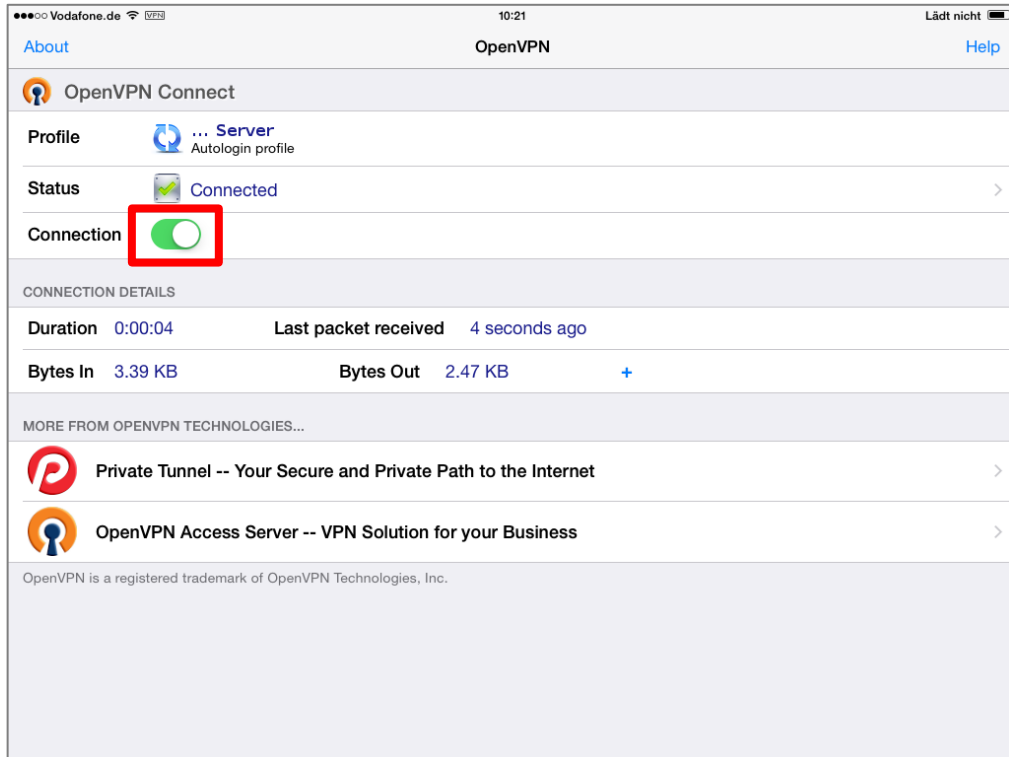 Vodafone.de VPN 10:21 Lädt nicht
About OpenVPN Help
OpenVPN Connect
Profile ... Server
Autologin profile
Status Connected
Connection
CONNECTION DETAILS
Duration 0:00:04 Last packet received 4 seconds ago
Bytes In 3.39 KB Bytes Out 2.47 KB +
MORE FROM OPENVPN TECHNOLOGIES...
Private Tunnel -- Your Secure and Private Path to the Internet
OpenVPN Access Server -- VPN Solution for your Business
OpenVPN is a registered trademark of OpenVPN Technologies, Inc.